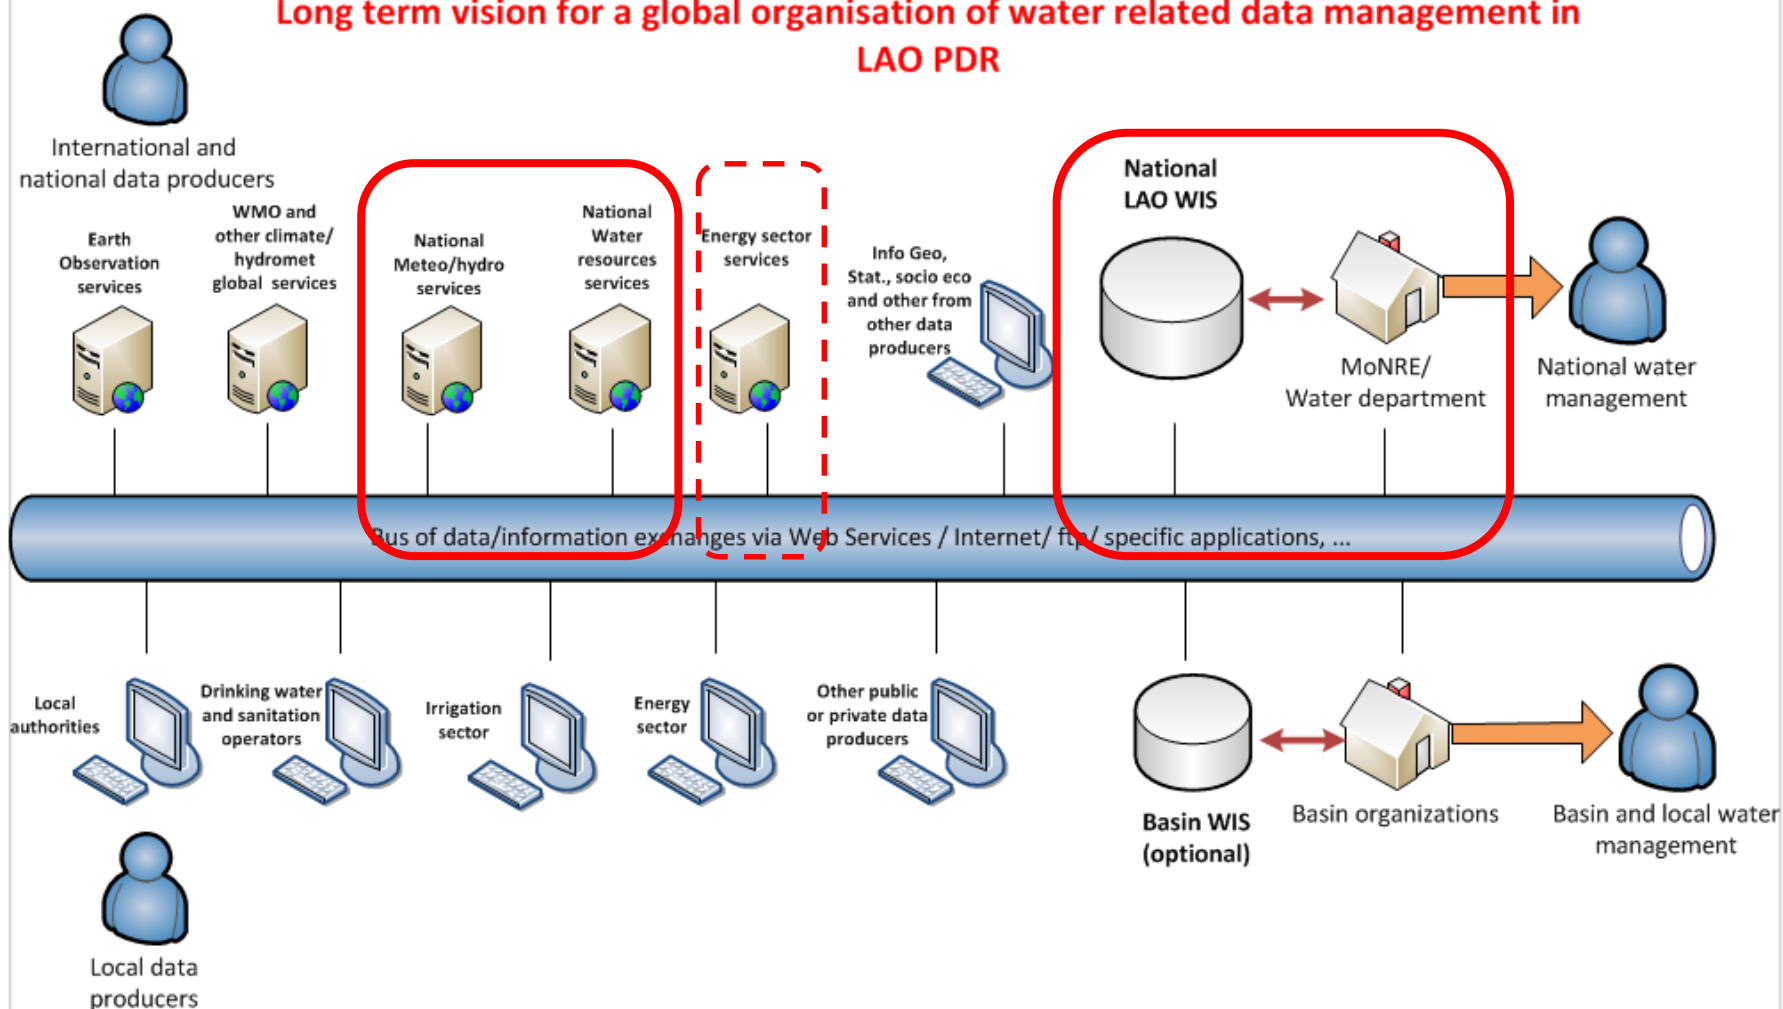 Long term vision for a global organisation of water related data management in
LAO PDR
International and
national data producers
Earth
Observation
services
WMO and
other climate/
hydromet
global services
National
Meteo/hydro
services
National
Water
resources
services
Energy sector
services
Info Geo,
Stat., socio eco
and other from
other data
producers
National
LAO WIS
MoNRE/
Water department
National water
management
Bus of data/information exchanges via Web Services / Internet/ ftp/ specific applications, ...
Local
authorities
Drinking water
and sanitation
operators
Irrigation
sector
Energy
sector
Other public
or private data
producers
Basin WIS
(optional)
Basin organizations
Basin and local water
management
Local data
producers